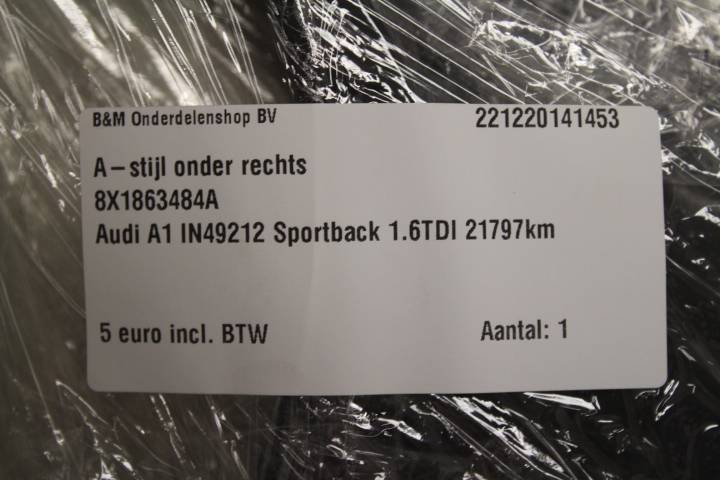 B&M Onderdelenshop BV 221220141453
A-stijl onder rechts
8X1863484A
Audi A1 IN49212 Sportback 1.6TDI 21797km
5 euro incl. BTW Aantal: 1